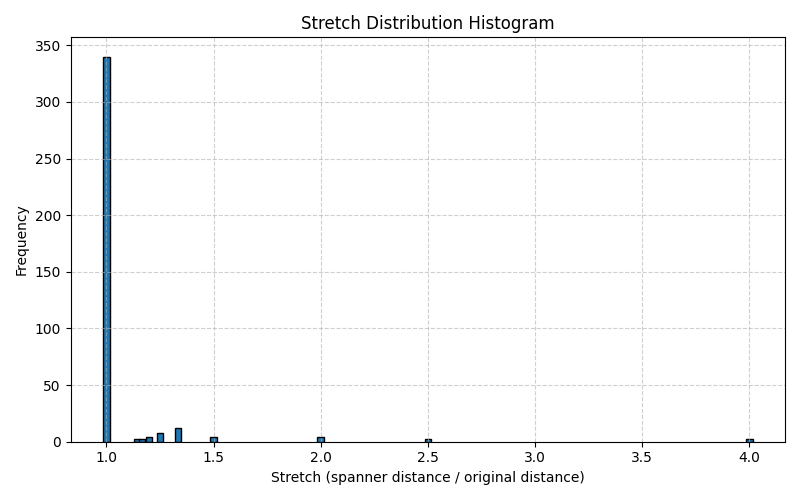 Stretch Distribution Histogram
Frequency
350
300
250
200
150
100
50
0
1.0 1.5 2.0 2.5 3.0 3.5 4.0
Stretch (spanner distance / original distance)